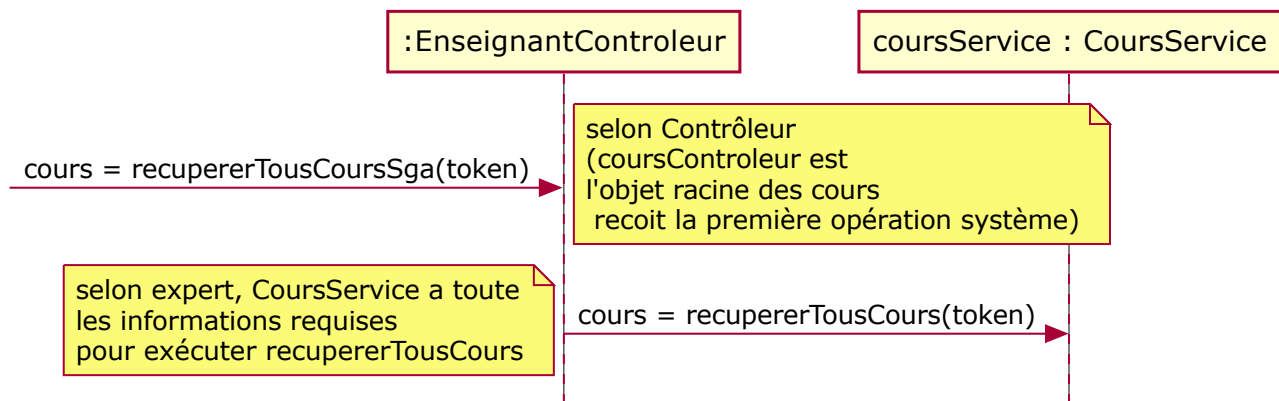 :EnseignantControleur
coursService : CoursService
selon Contrôleur
(coursControleur est
l'objet racine des cours
recoit la première opération système)
cours = recupererTousCoursSga(token)
selon expert, CoursService a toute
les informations requises
pour exécuter recupererTousCours
cours = recupererTousCours(token)